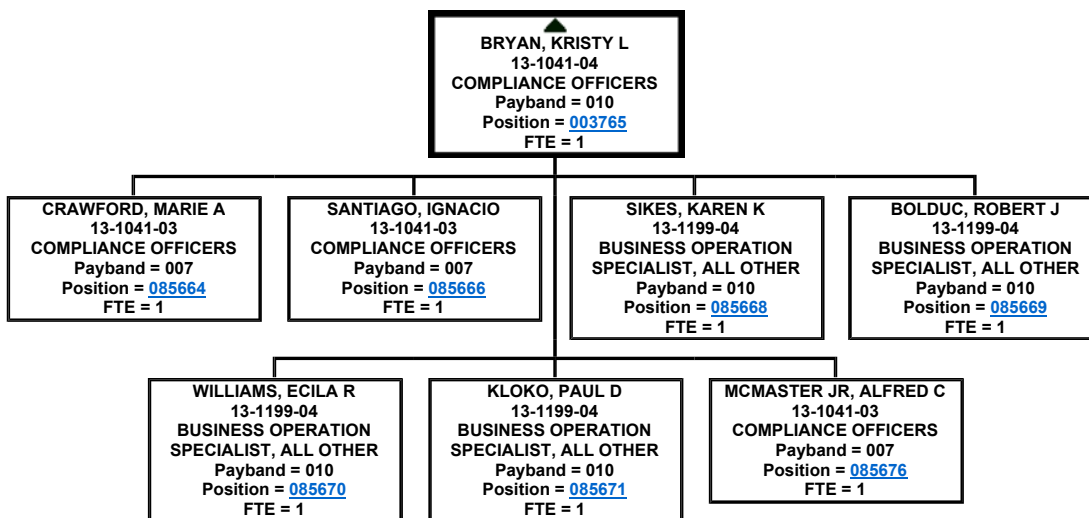 BRYAN, KRISTY L
13-1041-04
COMPLIANCE OFFICERS
Payband = 010
Position = 003765
FTE = 1
CRAWFORD, MARIE A
13-1041-03
COMPLIANCE OFFICERS
Payband = 007
Position = 085664
FTE = 1
SANTIAGO, IGNACIO
13-1041-03
COMPLIANCE OFFICERS
Payband = 007
Position = 085666
FTE = 1
SIKES, KAREN K
13-1199-04
BUSINESS OPERATION
SPECIALIST, ALL OTHER
Payband = 010
Position = 085668
FTE = 1
BOLDUC, ROBERT J
13-1199-04
BUSINESS OPERATION
SPECIALIST, ALL OTHER
Payband = 010
Position = 085669
FTE = 1
WILLIAMS, ECILA R
13-1199-04
BUSINESS OPERATION
SPECIALIST, ALL OTHER
Payband = 010
Position = 085670
FTE = 1
KLOKO, PAUL D
13-1199-04
BUSINESS OPERATION
SPECIALIST, ALL OTHER
Payband = 010
Position = 085671
FTE = 1
MCMASTER JR, ALFRED C
13-1041-03
COMPLIANCE OFFICERS
Payband = 007
Position = 085676
FTE = 1